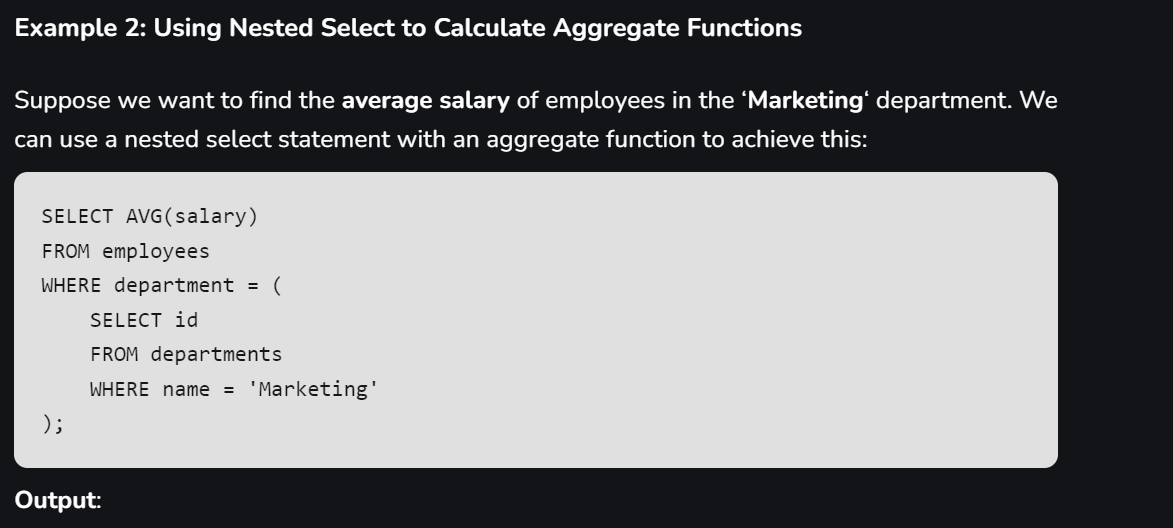 Example 2: Using Nested Select to Calculate Aggregate Functions
Suppose we want to find the average salary of employees in the ‘Marketing‘ department. We
can use a nested select statement with an aggregate function to achieve this:
SELECT AVG(salary)
FROM employees
WHERE department = (
    SELECT id
    FROM departments
    WHERE name = 'Marketing'
);
Output: